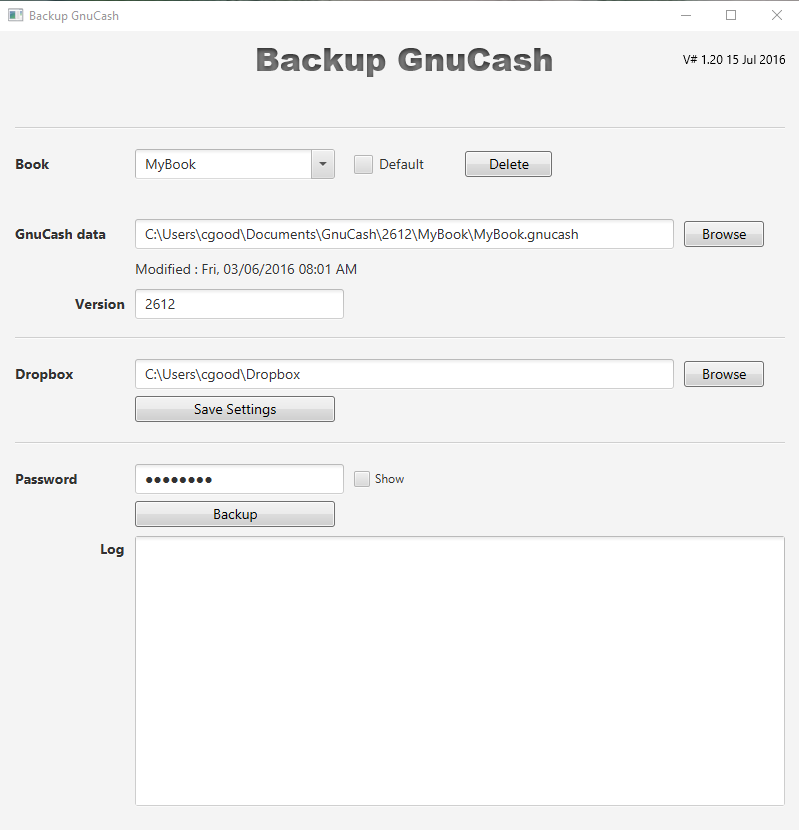 Backup GnuCash
Backup GnuCash
V# 1.20 15 Jul 2016
Book MyBook Default Delete
GnuCash data C:\Users\cgood\Documents\GnuCash\2612\MyBook\MyBook.gnucash Browse
Modified : Fri, 03/06/2016 08:01 AM
Version 2612
Dropbox C:\Users\cgood\Dropbox Browse
Save Settings
Password ●●●●●●●● Show
Backup
Log